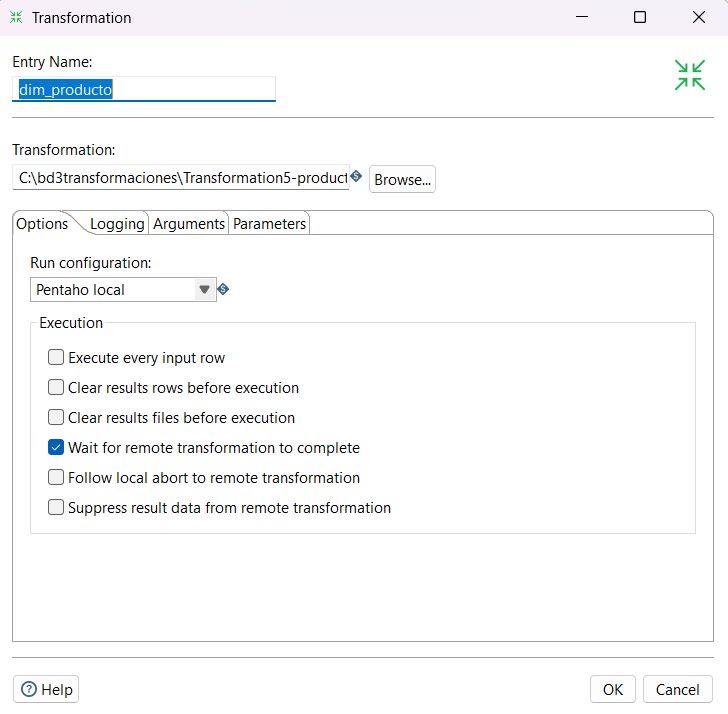 Transformation
Entry Name:
dim_producto
Transformation:
C:\bd3transformaciones\Transformation5-product
Browse...
Options Logging Arguments Parameters
Run configuration:
Pentaho local
Execution
Execute every input row
Clear results rows before execution
Clear results files before execution
Wait for remote transformation to complete
Follow local abort to remote transformation
Suppress result data from remote transformation
Help OK Cancel